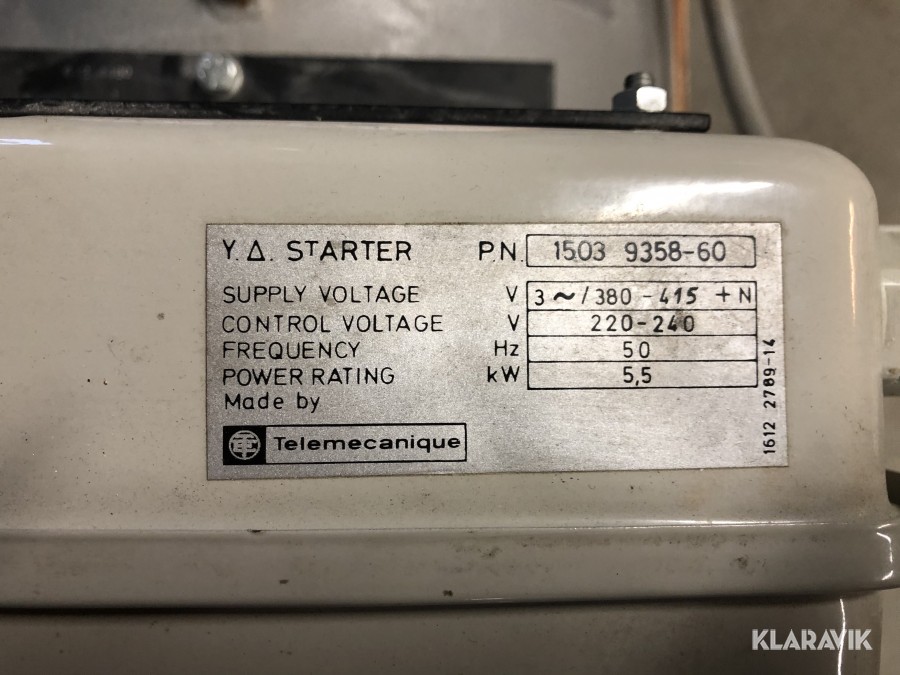 Y.Δ. STARTER P.N. 1503 9358-60
SUPPLY VOLTAGE V 3~/380-415 +N
CONTROL VOLTAGE V 220-240
FREQUENCY Hz 50
POWER RATING kW 5,5
Made by
Telemecanique
1612 2789-14
KLARAVIK